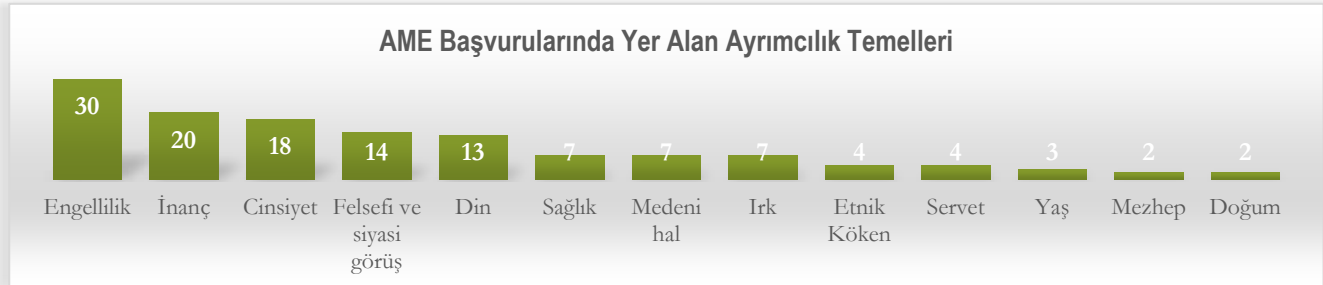 AME Başvurularında Yer Alan Ayrımcılık Temelleri
30 20 18 14 13 7 7 7 4 4 3 2 2
Engellilik İnanç Cinsiyet Felsefi ve Din Sağlık Medeni Irk Etnik Servet Yaş Mezhep Doğum
siyasi hal Köken
görüş